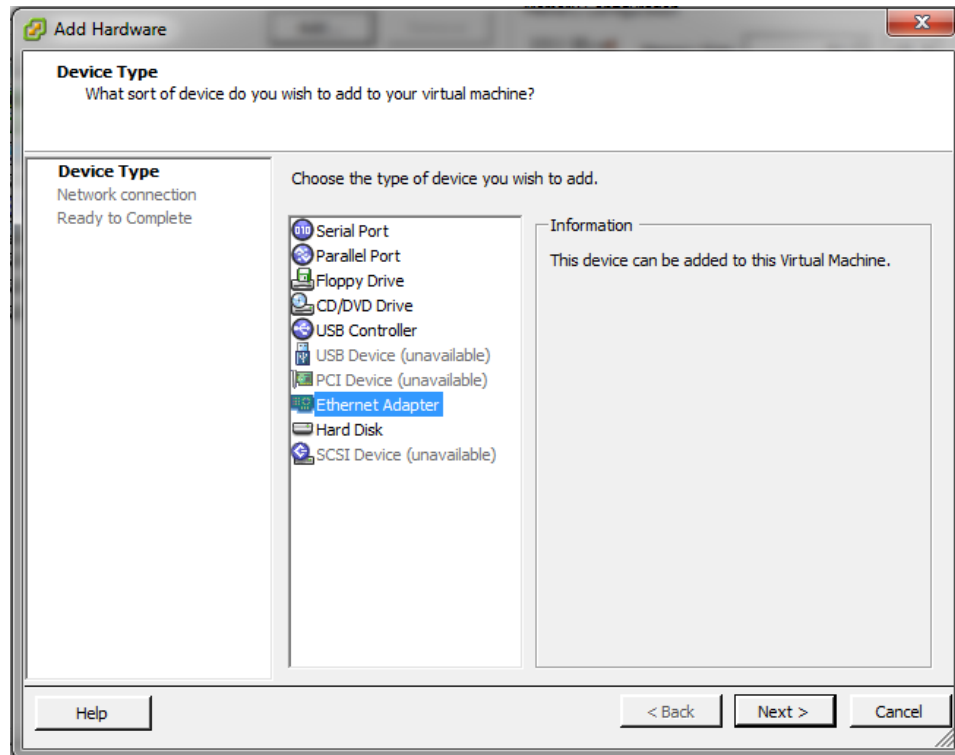 Add Hardware
Device Type
What sort of device do you wish to add to your virtual machine?
Device Type
Network connection
Ready to Complete
Choose the type of device you wish to add.
Serial Port
Parallel Port
Floppy Drive
CD/DVD Drive
USB Controller
USB Device (unavailable)
PCI Device (unavailable)
Ethernet Adapter
Hard Disk
SCSI Device (unavailable)
Information
This device can be added to this Virtual Machine.
Help
< Back
Next >
Cancel